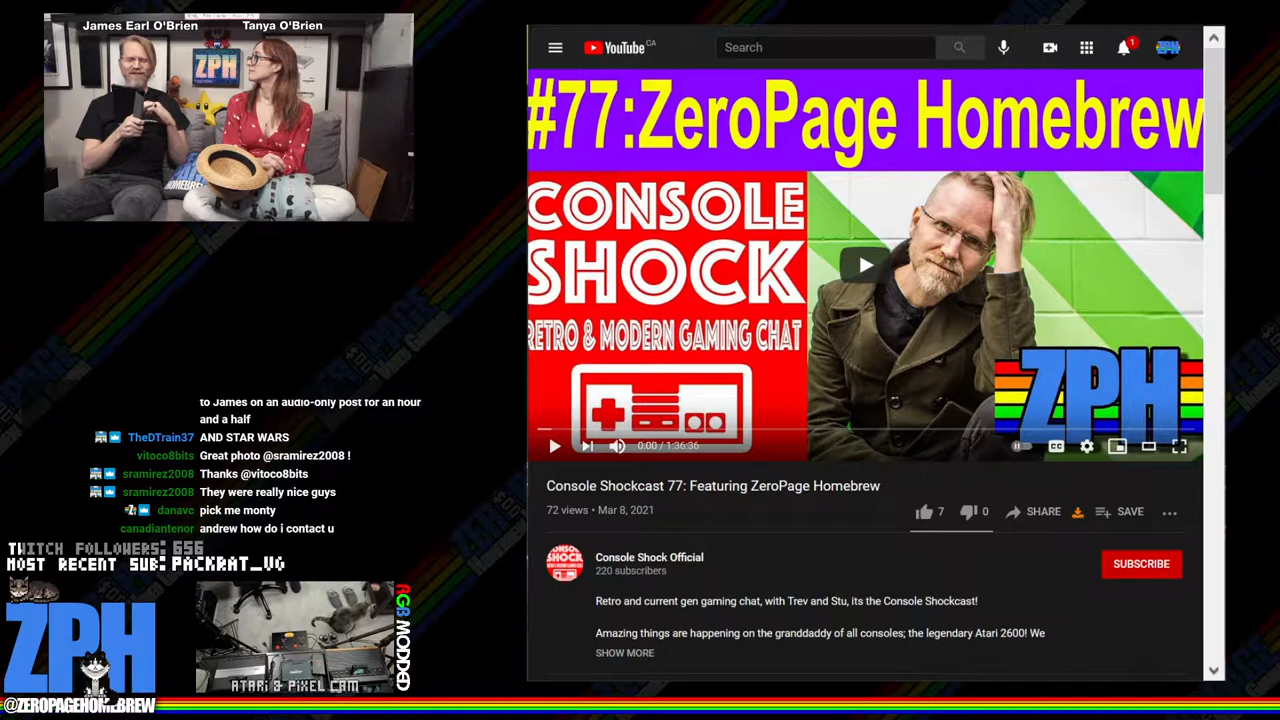 James Earl O'Brien
Tanya O'Brien
ZPH
HOMEBREW
to James on an audio-only post for an hour
and a half
TheDTrain37 AND STAR WARS
vitoco8bits Great photo @sramirez2008 !
sramirez2008 Thanks @vitoco8bits
sramirez2008 They were really nice guys
danavc pick me monty
canadiantenor andrew how do i contact u
TWITCH FOLLOWERS: 656
MOST RECENT SUB: PACKRAT_VG
ZPH
@ZEROPAGEHOMEBREW
RGB MODDED
ATARI & PIXEL CAM
YouTube CA
Search
1
#77:ZeroPage Homebrew
CONSOLE
SHOCK
RETRO & MODERN GAMING CHAT
ZPH
0:00 / 1:36:36
CC
Console Shockcast 77: Featuring ZeroPage Homebrew
72 views • Mar 8, 2021
7
0
SHARE
SAVE
CONSOLE
SHOCK
Console Shock Official
220 subscribers
SUBSCRIBE
Retro and current gen gaming chat, with Trev and Stu, its the Console Shockcast!
Amazing things are happening on the granddaddy of all consoles; the legendary Atari 2600! We
SHOW MORE